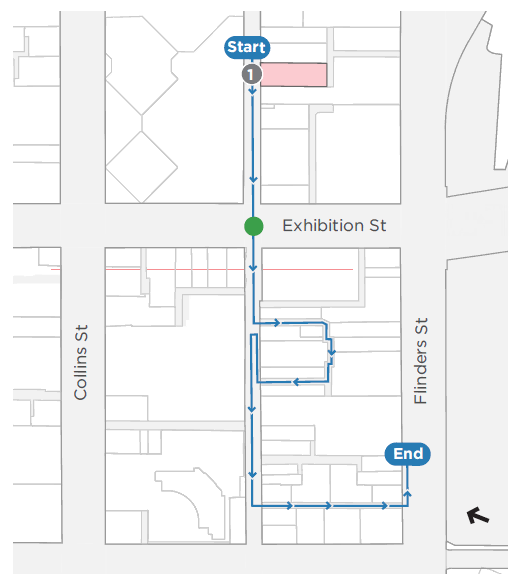 Start
1
Exhibition St
Collins St
Flinders St
End